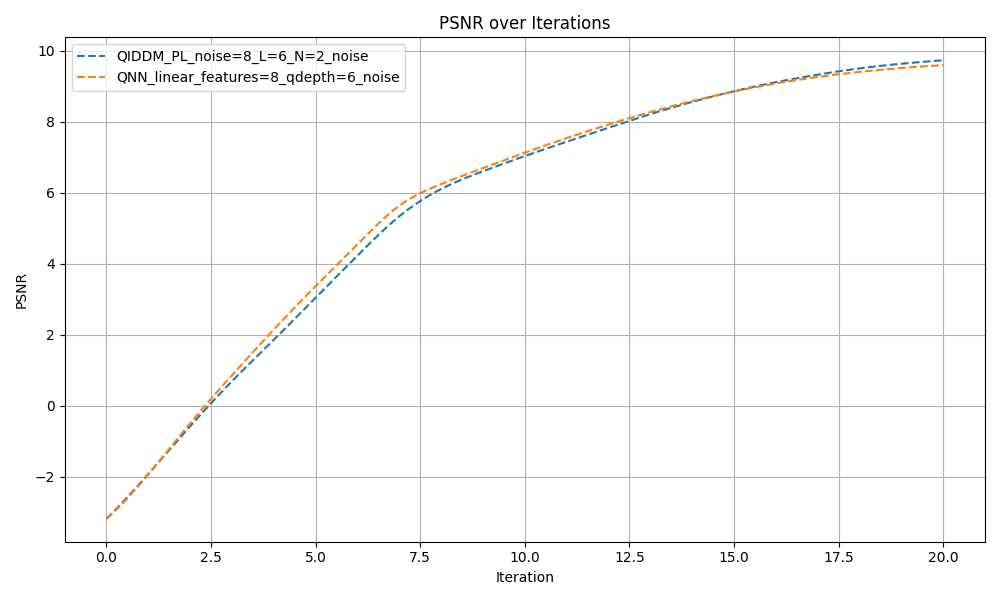 PSNR over Iterations
QIDDM_PL_noise=8_L=6_N=2_noise
QNN_linear_features=8_qdepth=6_noise
PSNR
10
8
6
4
2
0
−2
0.0 2.5 5.0 7.5 10.0 12.5 15.0 17.5 20.0
Iteration